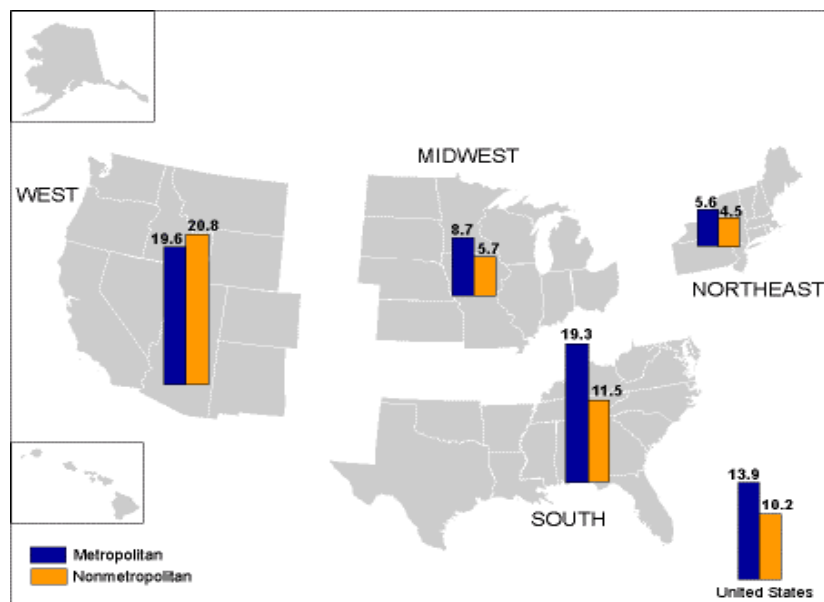 MIDWEST
WEST
NORTHEAST
SOUTH
19.6
20.8
8.7
5.7
5.6
4.5
19.3
11.5
13.9
10.2
United States
Metropolitan
Nonmetropolitan